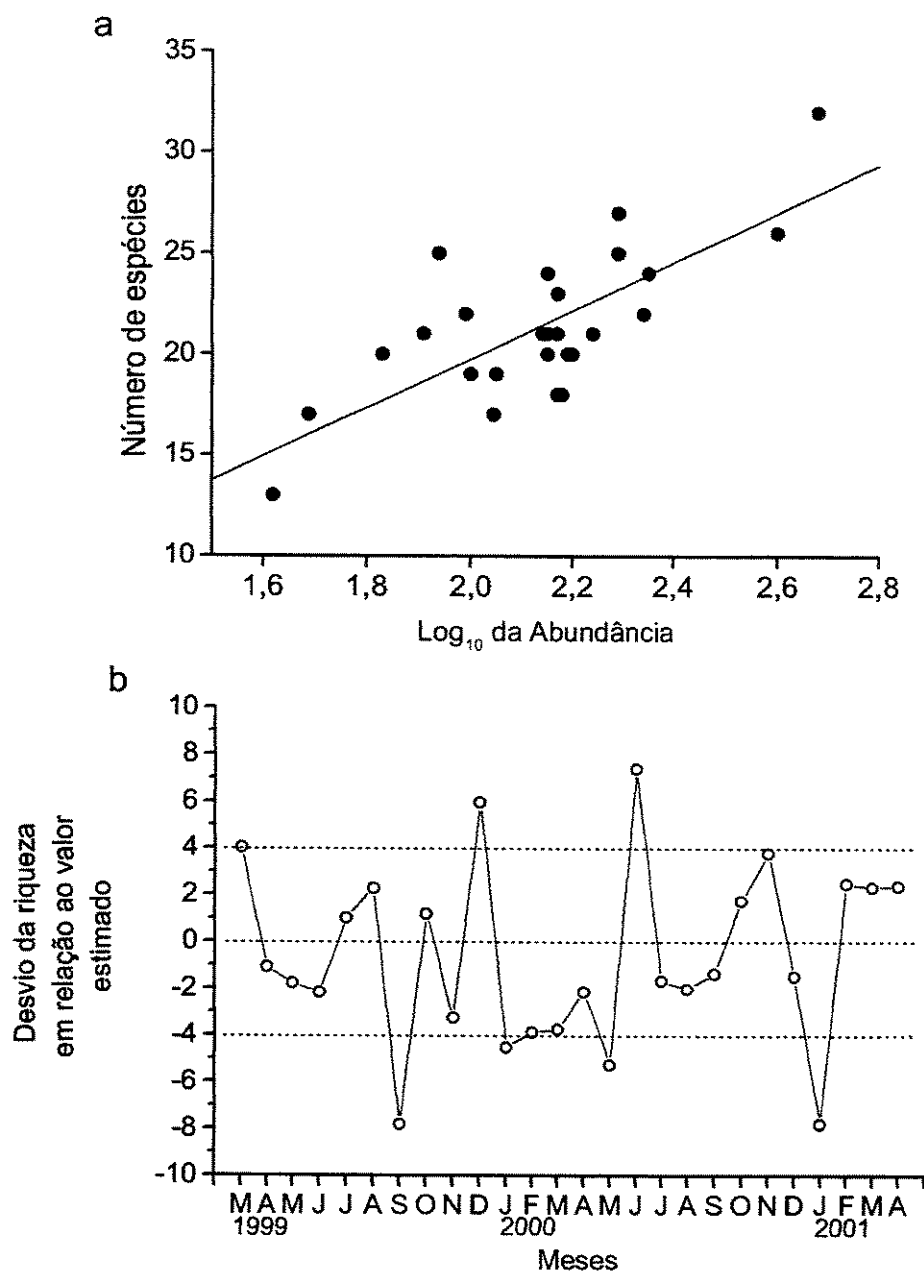 a
35
30
25
20
15
10
Número de espécies
1,6 1,8 2,0 2,2 2,4 2,6 2,8
Log₁₀ da Abundância
b
10
8
6
4
2
0
-2
-4
-6
-8
-10
Desvio da riqueza
em relação ao valor
estimado
M A M J J A S O N D J F M A M J J A S O N D J F M A
1999 2000 2001
Meses